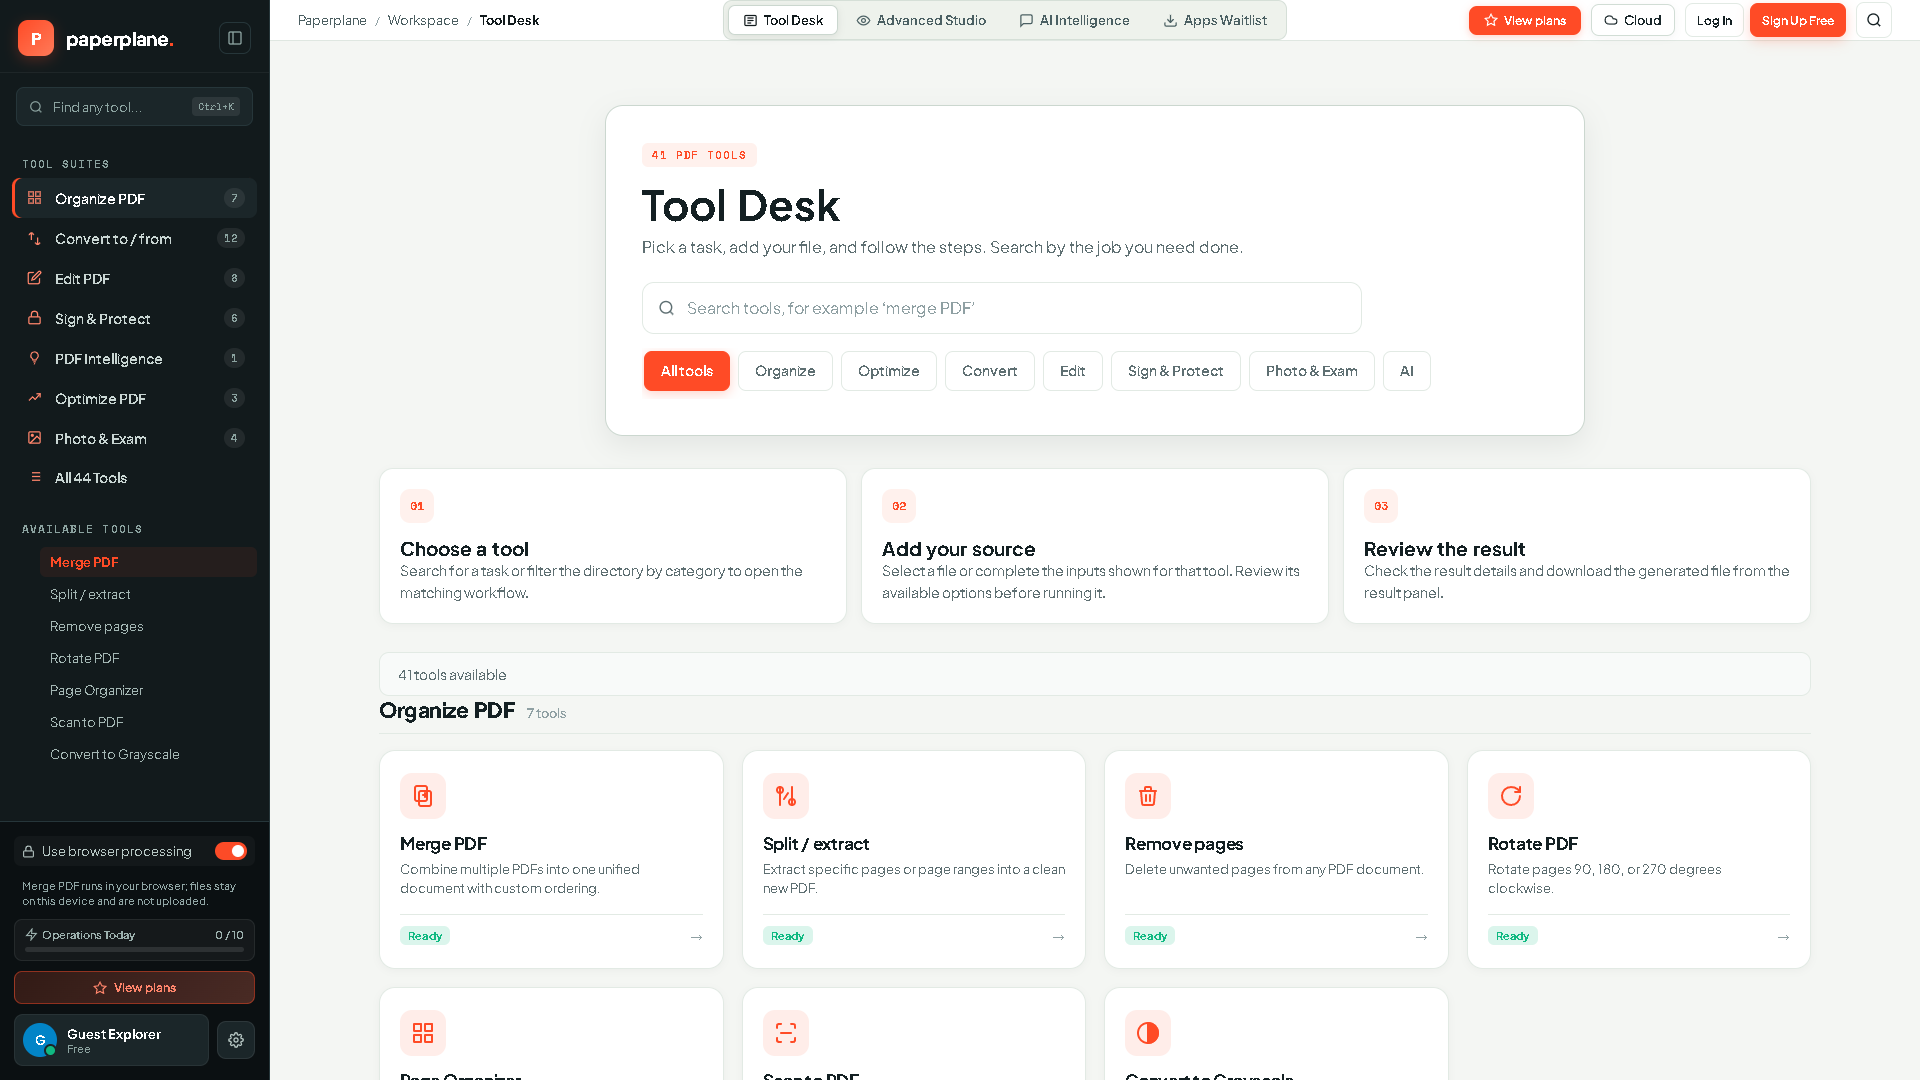 P paperplane.
Find any tool... Ctrl+K
TOOL SUITES
Organize PDF 7
Convert to / from 12
Edit PDF 8
Sign & Protect 6
PDF Intelligence 1
Optimize PDF 3
Photo & Exam 4
All 44 Tools
AVAILABLE TOOLS
Merge PDF
Split / extract
Remove pages
Rotate PDF
Page Organizer
Scan to PDF
Convert to Grayscale
Use browser processing
Merge PDF runs in your browser; files stay
on this device and are not uploaded.
Operations Today 0 / 10
View plans
G Guest Explorer
Free
Paperplane / Workspace / Tool Desk
Tool Desk Advanced Studio AI Intelligence Apps Waitlist
View plans Cloud Log In Sign Up Free
41 PDF TOOLS
Tool Desk
Pick a task, add your file, and follow the steps. Search by the job you need done.
Search tools, for example ‘merge PDF’
All tools Organize Optimize Convert Edit Sign & Protect Photo & Exam AI
01
Choose a tool
Search for a task or filter the directory by category to open the
matching workflow.
02
Add your source
Select a file or complete the inputs shown for that tool. Review its
available options before running it.
03
Review the result
Check the result details and download the generated file from the
result panel.
41 tools available
Organize PDF 7 tools
Merge PDF
Combine multiple PDFs into one unified
document with custom ordering.
Ready →
Split / extract
Extract specific pages or page ranges into a clean
new PDF.
Ready →
Remove pages
Delete unwanted pages from any PDF document.
Ready →
Rotate PDF
Rotate pages 90, 180, or 270 degrees
clockwise.
Ready →
Page Organizer
Scan to PDF
Convert to Grayscale